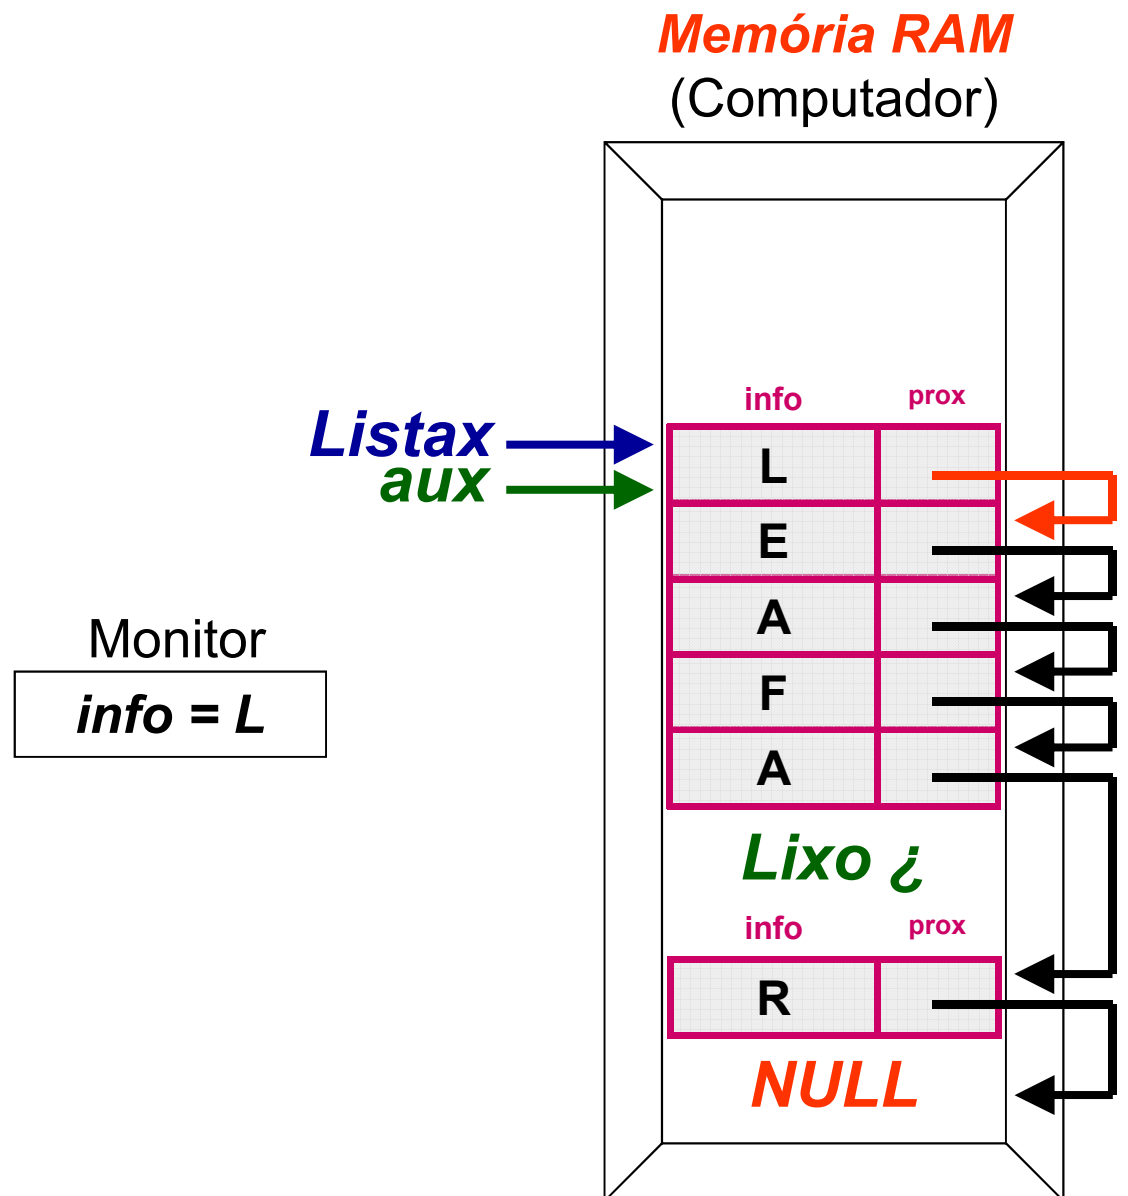 Memória RAM
(Computador)
info prox
Listax
aux
L
E
A
F
A
Monitor
info = L
Lixo ¿
info prox
R
NULL